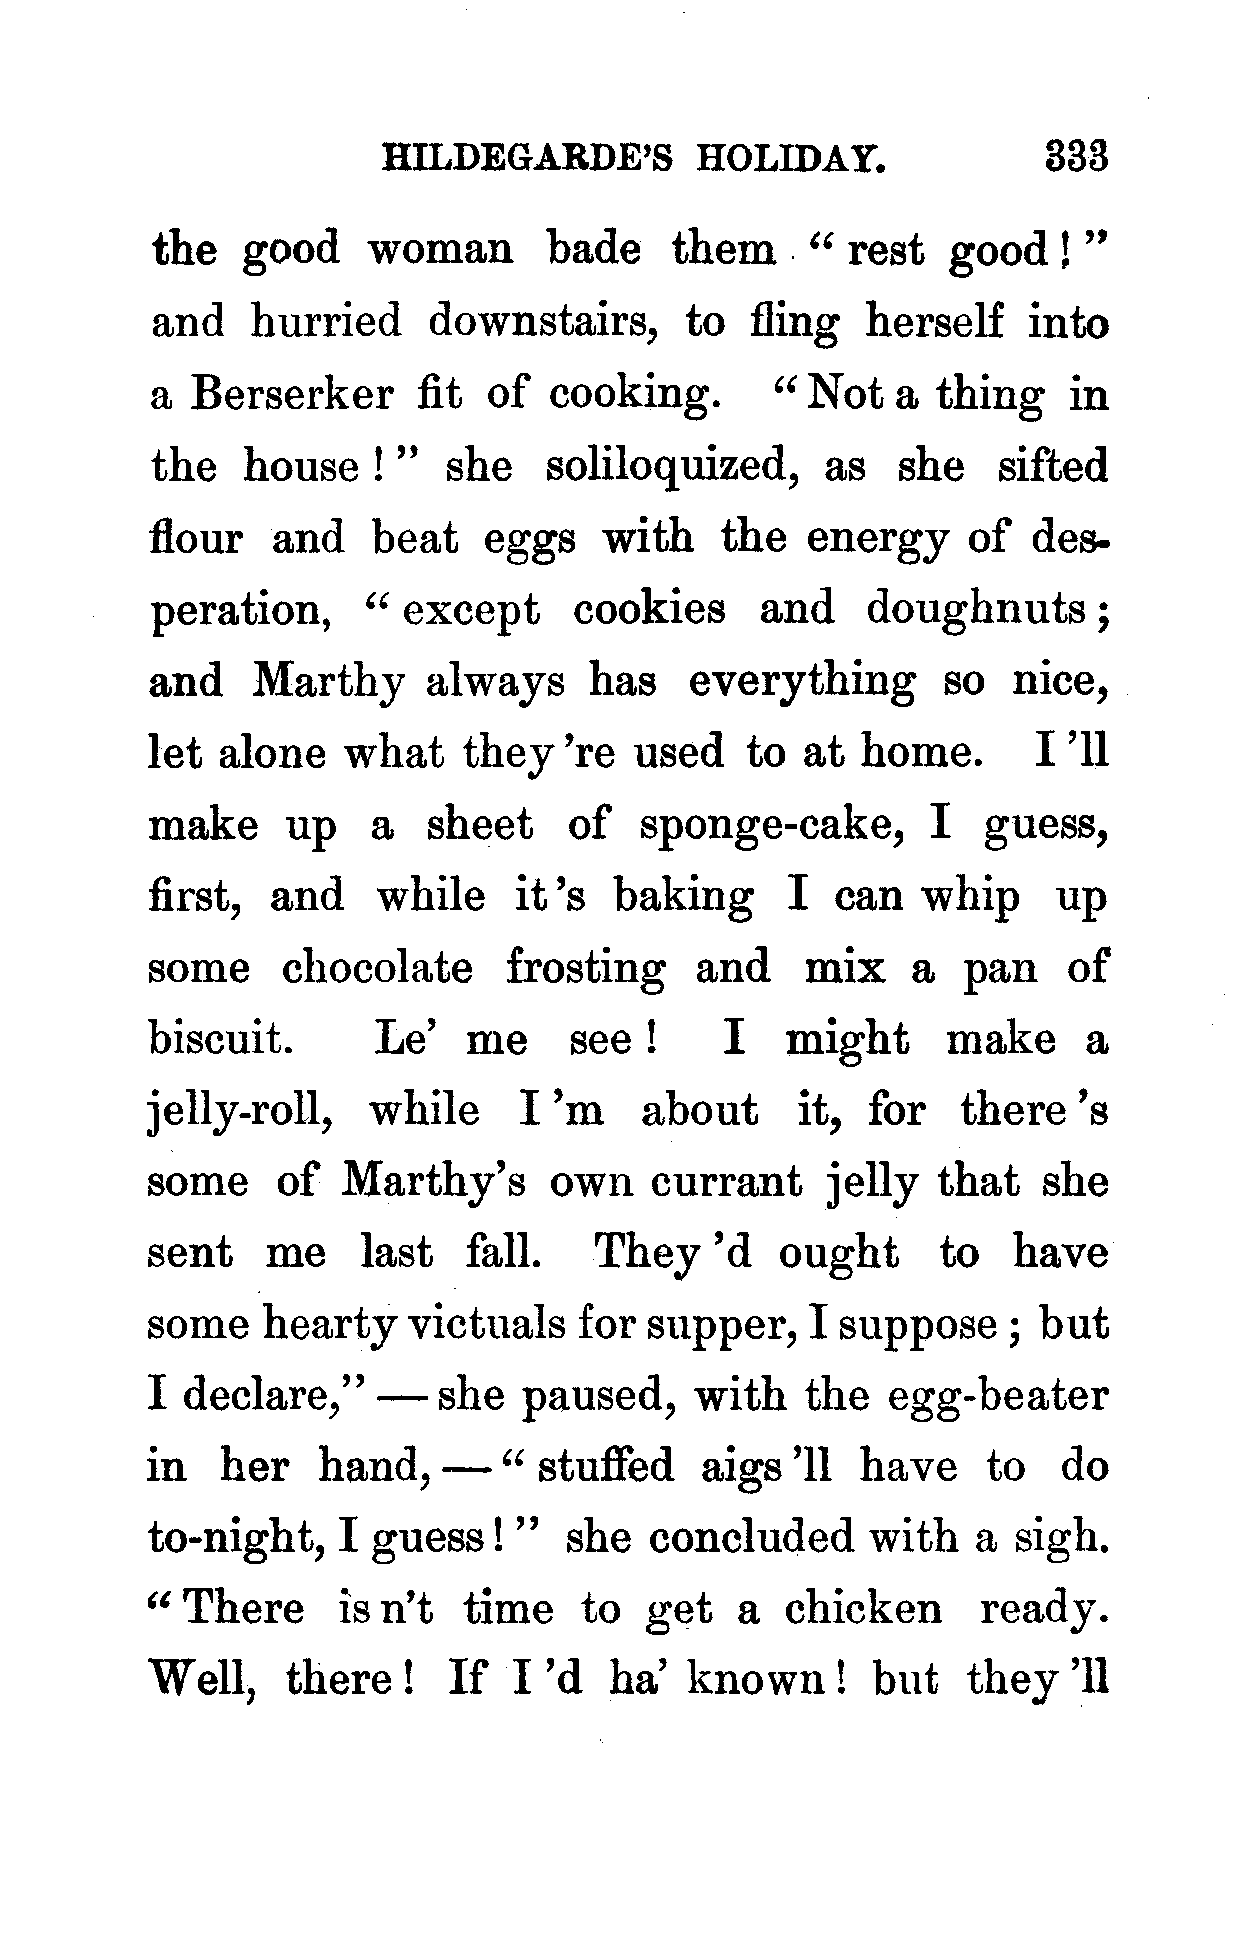 HILDEGARDE'S HOLIDAY. 333
the good woman bade them “ rest good ! ”
and hurried downstairs, to fling herself into
a Berserker fit of cooking. “ Not a thing in
the house ! ” she soliloquized, as she sifted
flour and beat eggs with the energy of des-
peration, “ except cookies and doughnuts ;
and Marthy always has everything so nice,
let alone what they 're used to at home. I 'll
make up a sheet of sponge-cake, I guess,
first, and while it 's baking I can whip up
some chocolate frosting and mix a pan of
biscuit. Le' me see ! I might make a
jelly-roll, while I 'm about it, for there 's
some of Marthy's own currant jelly that she
sent me last fall. They 'd ought to have
some hearty victuals for supper, I suppose ; but
I declare,” — she paused, with the egg-beater
in her hand, — “ stuffed aigs 'll have to do
to-night, I guess ! ” she concluded with a sigh.
“ There is n't time to get a chicken ready.
Well, there ! If I 'd ha' known ! but they 'll